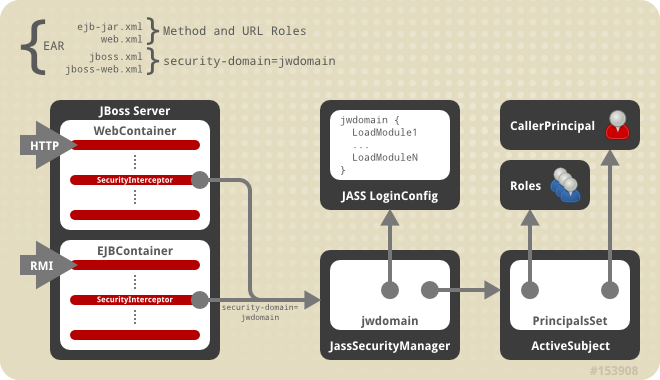 EAR
ejb-jar.xml
web.xml
Method and URL Roles
jboss.xml
jboss-web.xml
security-domain=jwdomain
JBoss Server
WebContainer
HTTP
SecurityInterceptor
EJBContainer
RMI
SecurityInterceptor
security-domain=
jwdomain
jwdomain {
LoadModule1
...
LoadModuleN
}
JASS LoginConfig
jwdomain
JassSecurityManager
CallerPrincipal
Roles
PrincipalsSet
ActiveSubject
#153908